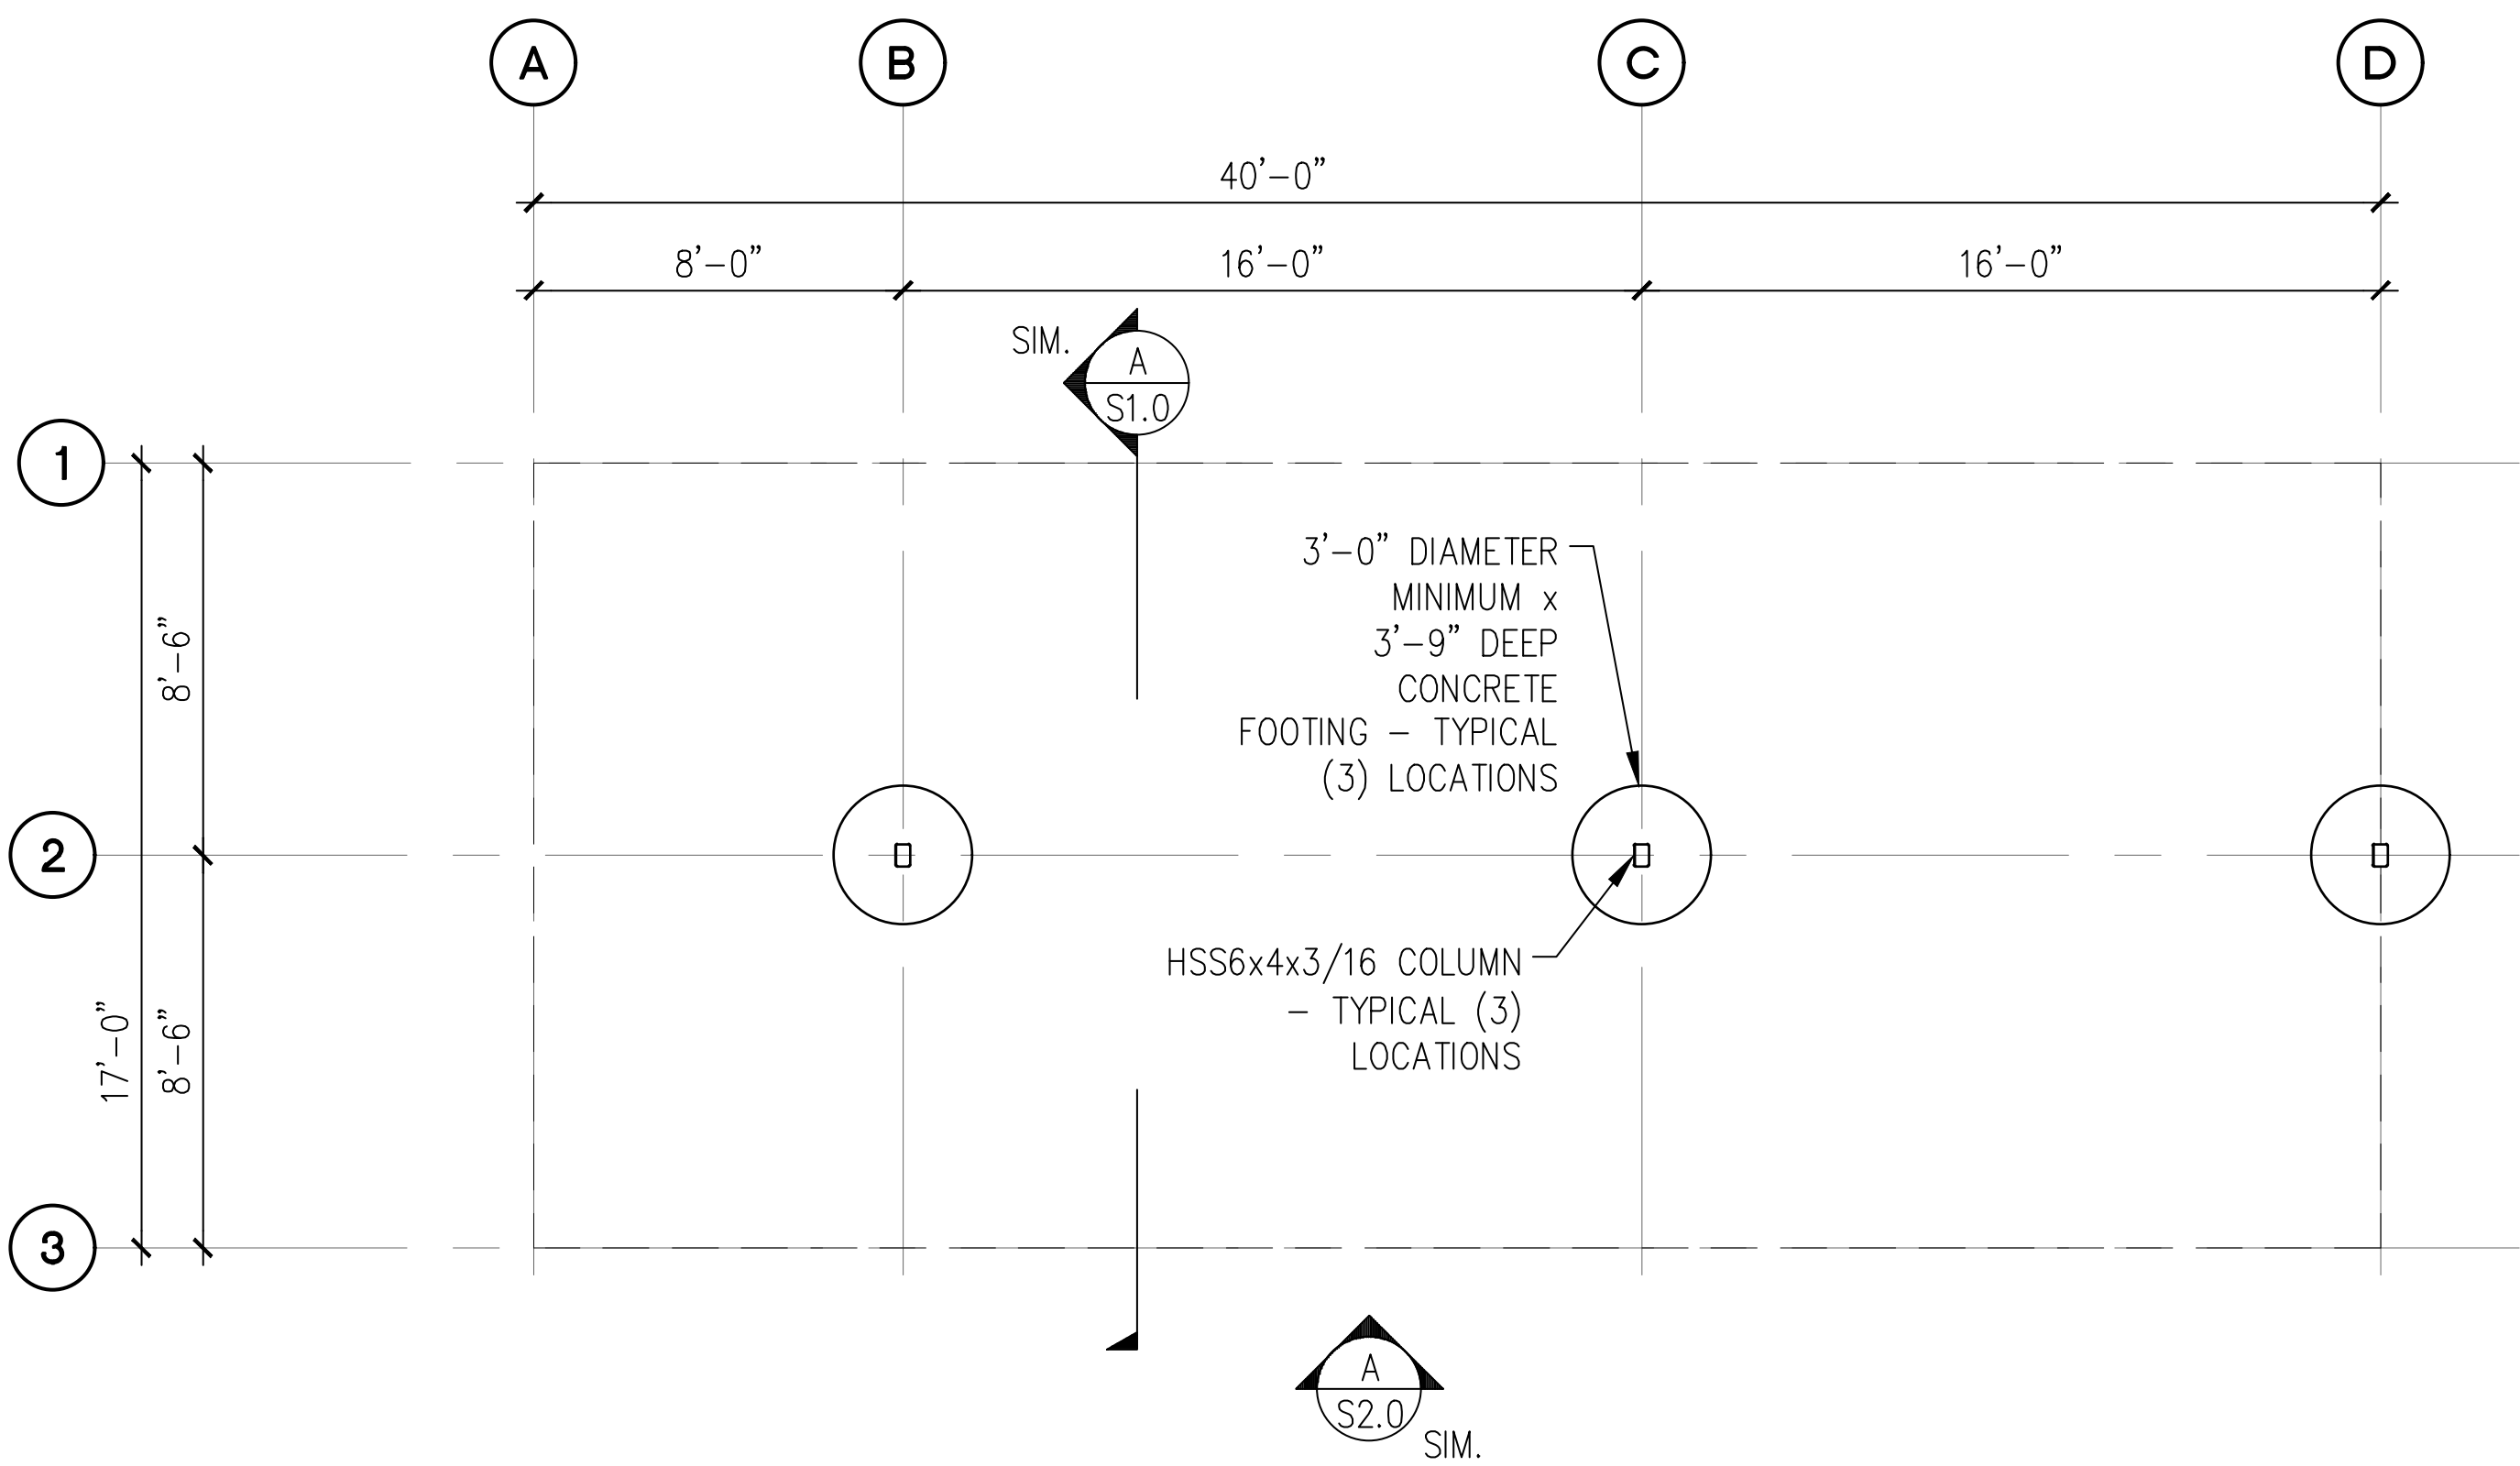 A B C D
40'-0"
8'-0" 16'-0" 16'-0"
SIM.
A
S1.0
1
3'-0" DIAMETER
MINIMUM x
3'-9" DEEP
CONCRETE
FOOTING - TYPICAL
(3) LOCATIONS
8'-6"
2
HSS6x4x3/16 COLUMN
- TYPICAL (3)
LOCATIONS
17'-0"
8'-6"
3
A
S2.0
SIM.